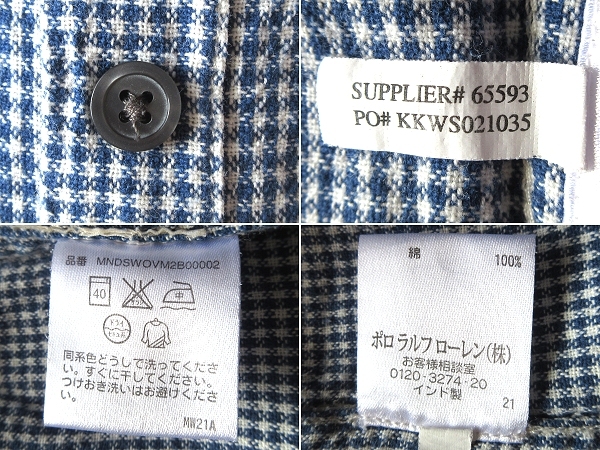 SUPPLIER# 65593
PO# KKWS021035
品番 MNDSWOVM2B00002
40
中
ドライ
同系色どうしで洗ってくださ
い。すぐに干してください。
つけおき洗いはお避けくださ
い。
MW21A
綿 100%
ポロ ラルフ ローレン(株)
お客様相談室
0120-3274-20
インド製
21